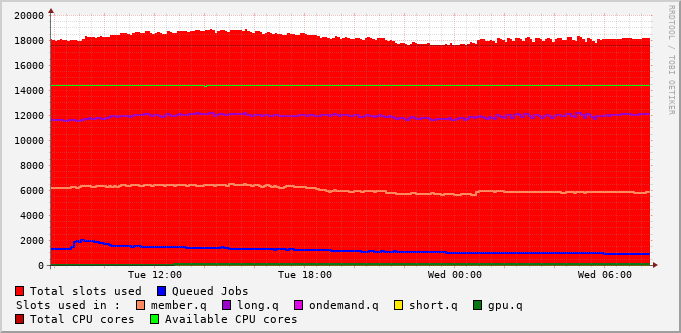 RRDTOOL / TOBI OETIKER
20000
18000
16000
14000
12000
10000
8000
6000
4000
2000
0
Tue 12:00 Tue 18:00 Wed 00:00 Wed 06:00
Total slots used Queued Jobs
Slots used in : member.q long.q ondemand.q short.q gpu.q
Total CPU cores Available CPU cores